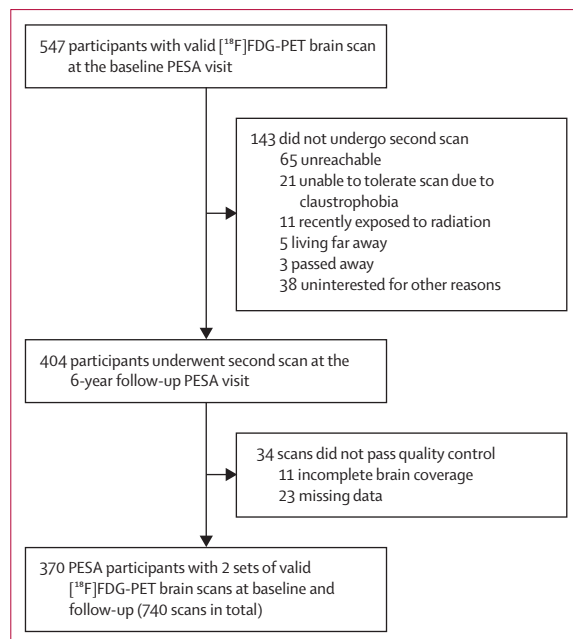 547 participants with valid [¹⁸F]FDG-PET brain scan
at the baseline PESA visit
143 did not undergo second scan
65 unreachable
21 unable to tolerate scan due to
claustrophobia
11 recently exposed to radiation
5 living far away
3 passed away
38 uninterested for other reasons
404 participants underwent second scan at the
6-year follow-up PESA visit
34 scans did not pass quality control
11 incomplete brain coverage
23 missing data
370 PESA participants with 2 sets of valid
[¹⁸F]FDG-PET brain scans at baseline and
follow-up (740 scans in total)